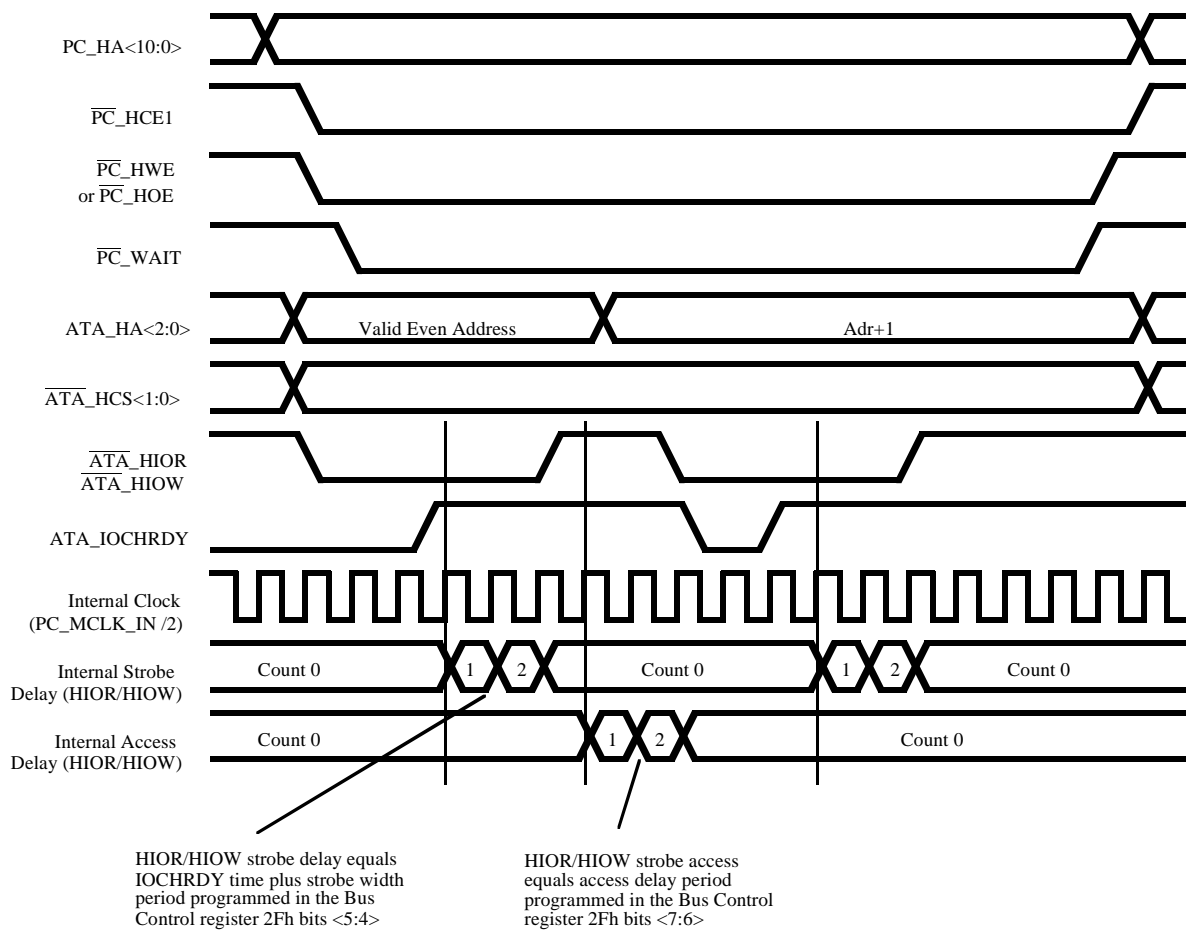 PC_HA<10:0>
PC_HCE1
PC_HWE
or PC_HOE
PC_WAIT
ATA_HA<2:0>
Valid Even Address
Adr+1
ATA_HCS<1:0>
ATA_HIOR
ATA_HIOW
ATA_IOCHRDY
Internal Clock
(PC_MCLK_IN /2)
Internal Strobe
Delay (HIOR/HIOW)
Count 0
1
2
Count 0
1
2
Count 0
Internal Access
Delay (HIOR/HIOW)
Count 0
1
2
Count 0
HIOR/HIOW strobe delay equals
IOCHRDY time plus strobe width
period programmed in the Bus
Control register 2Fh bits <5:4>
HIOR/HIOW strobe access
equals access delay period
programmed in the Bus Control
register 2Fh bits <7:6>